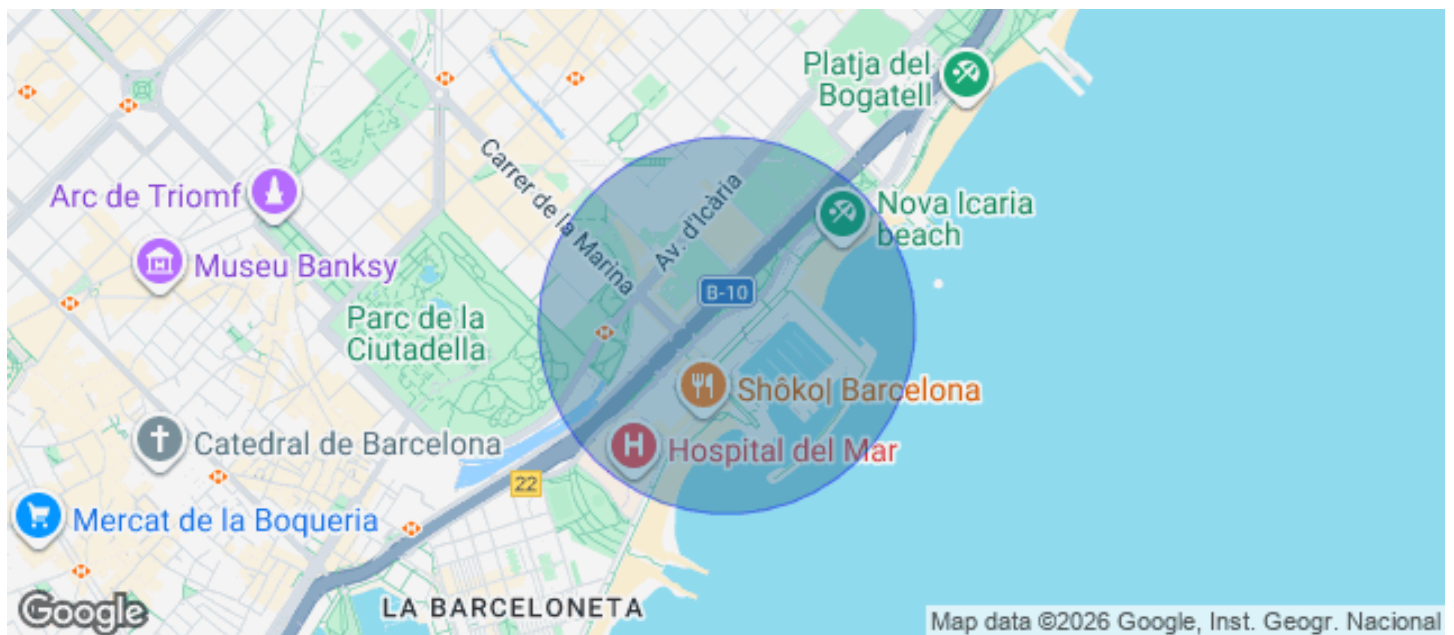 Platja del
Bogatell
Carrer de la Marina
Arc de Triomf
Av. d'Icària
Nova Icaria
beach
Museu Banksy
B-10
Parc de la
Ciutadella
Shôko| Barcelona
Catedral de Barcelona
Hospital del Mar
22
Mercat de la Boqueria
LA BARCELONETA
Google
Map data ©2026 Google, Inst. Geogr. Nacional